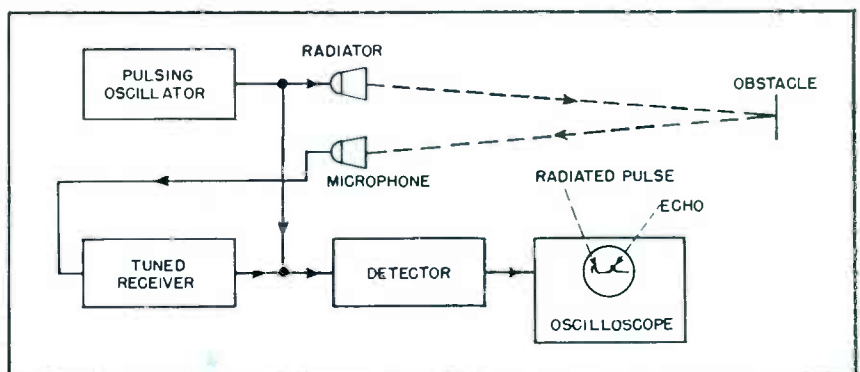 RADIATOR
PULSING
OSCILLATOR
OBSTACLE
MICROPHONE
RADIATED PULSE
ECHO
TUNED
RECEIVER
DETECTOR
OSCILLOSCOPE